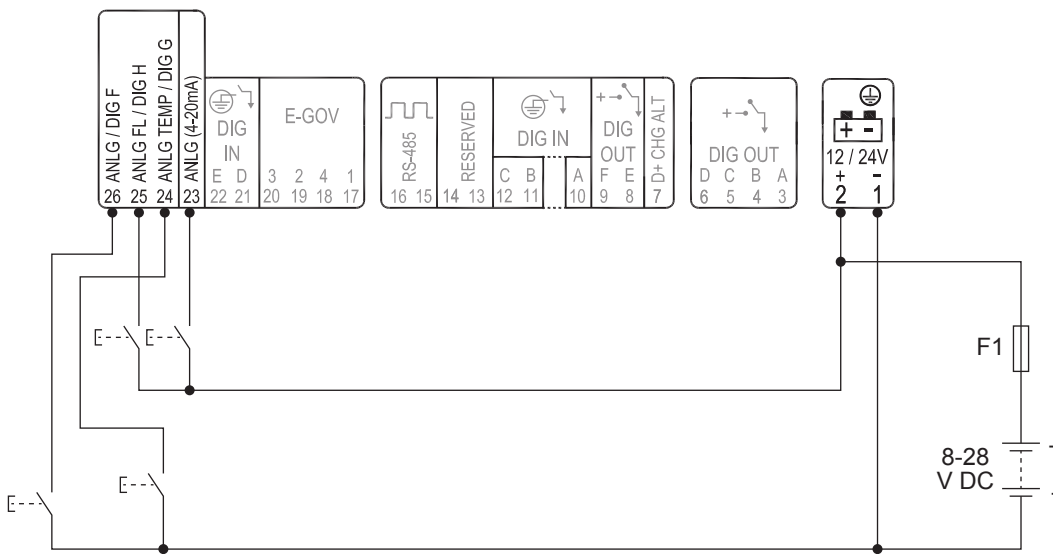 26 ANLG / DIG F
25 ANLG FL / DIG H
24 ANLG TEMP / DIG G
23 ANLG (4-20mA)
DIG
IN
E D
22 21
E-GOV
3 2 4 1
20 19 18 17
RS-485
16 15
RESERVED
14 13
DIG IN
C B A
12 11 10
+
DIG
OUT
F E
9 8
D+ CHG ALT
7
+
DIG OUT
D C B A
6 5 4 3
+ -
12 / 24V
+ -
2 1
F1
8-28
V DC